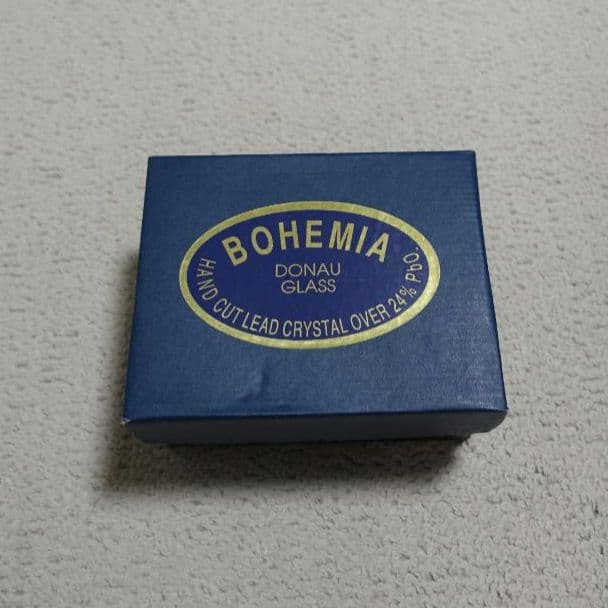 BOHEMIA
DONAU
GLASS
HAND CUT LEAD CRYSTAL OVER 24% PbO.